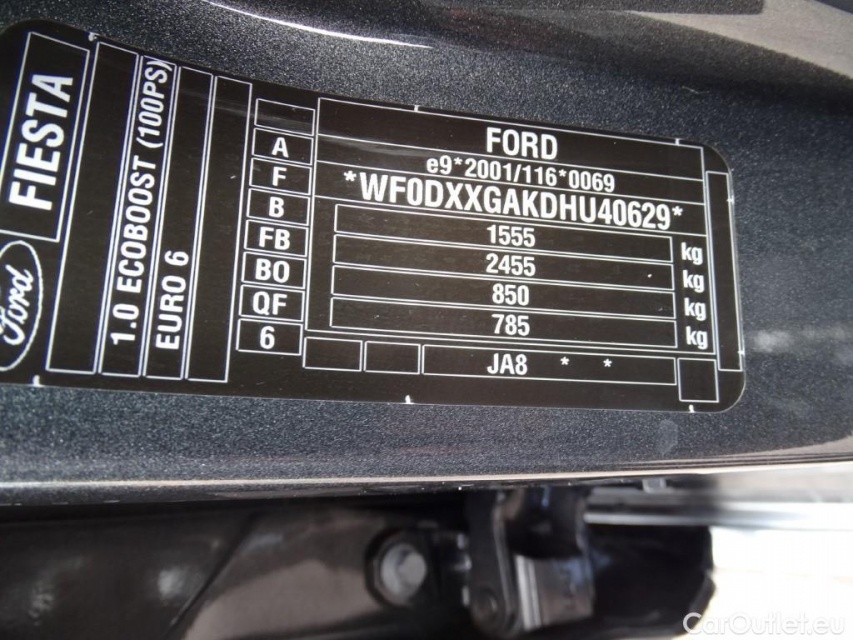 FIESTA
Ford
1.0 ECOBOOST (100PS)
EURO 6
A
F
B
FB
BO
QF
6
FORD
e9*2001/116*0069
*WF0DXXGAKDHU40629*
1555 kg
2455 kg
850 kg
785 kg
JA8 * *
CarOutlet.eu